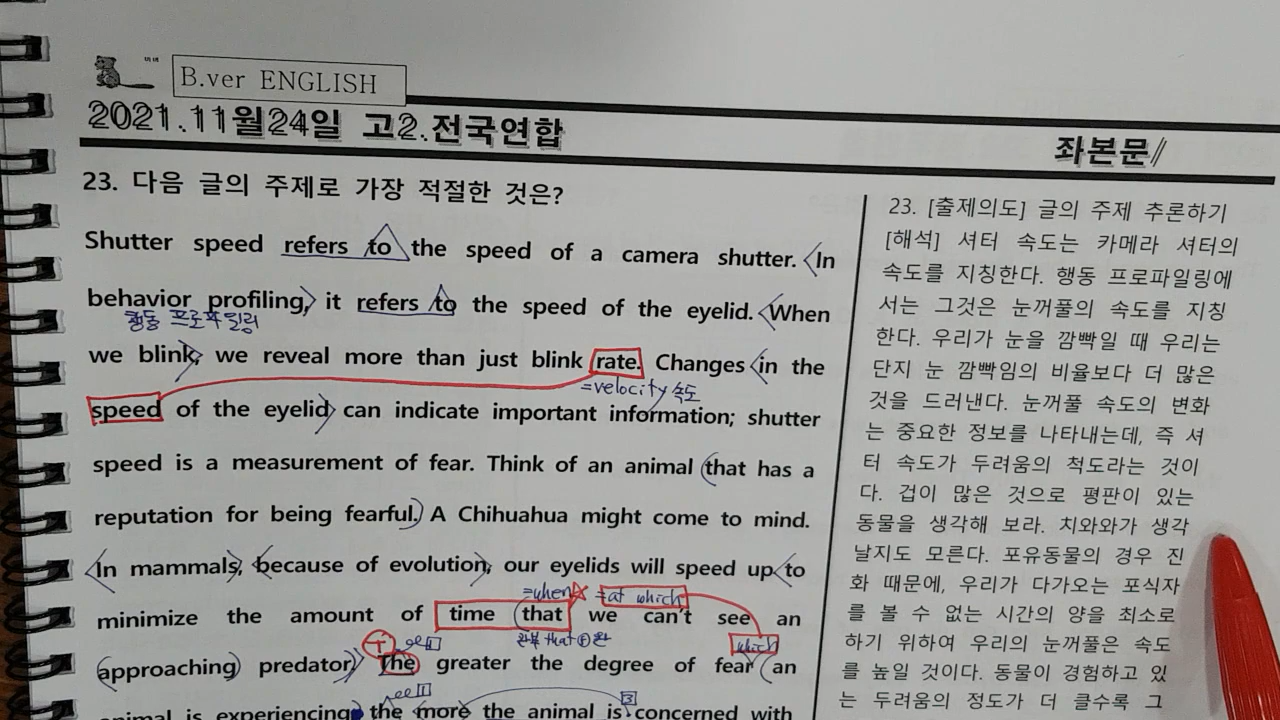 B.ver ENGLISH
2021.11월24일 고2.전국연합
좌본문//
23. 다음 글의 주제로 가장 적절한 것은?
Shutter speed refers to the speed of a camera shutter. In
behavior profiling, it refers to the speed of the eyelid. When
행동 프로파일링
we blink, we reveal more than just blink rate. Changes in the
=velocity 속도
speed of the eyelid can indicate important information; shutter
speed is a measurement of fear. Think of an animal that has a
reputation for being fearful. A Chihuahua might come to mind.
In mammals, because of evolution, our eyelids will speed up to
=when =at which
minimize the amount of time that we can't see an
which
approaching predator. The greater the degree of fear an
animal is experiencing, the more the animal is concerned with
23. [출제의도] 글의 주제 추론하기
[해석] 셔터 속도는 카메라 셔터의
속도를 지칭한다. 행동 프로파일링에
서는 그것은 눈꺼풀의 속도를 지칭
한다. 우리가 눈을 깜빡일 때 우리는
단지 눈 깜빡임의 비율보다 더 많은
것을 드러낸다. 눈꺼풀 속도의 변화
는 중요한 정보를 나타내는데, 즉 셔
터 속도가 두려움의 척도라는 것이
다. 겁이 많은 것으로 평판이 있는
동물을 생각해 보라. 치와와가 생각
날지도 모른다. 포유동물의 경우 진
화 때문에, 우리가 다가오는 포식자
를 볼 수 없는 시간의 양을 최소로
하기 위하여 우리의 눈꺼풀은 속도
를 높일 것이다. 동물이 경험하고 있
는 두려움의 정도가 더 클수록 그